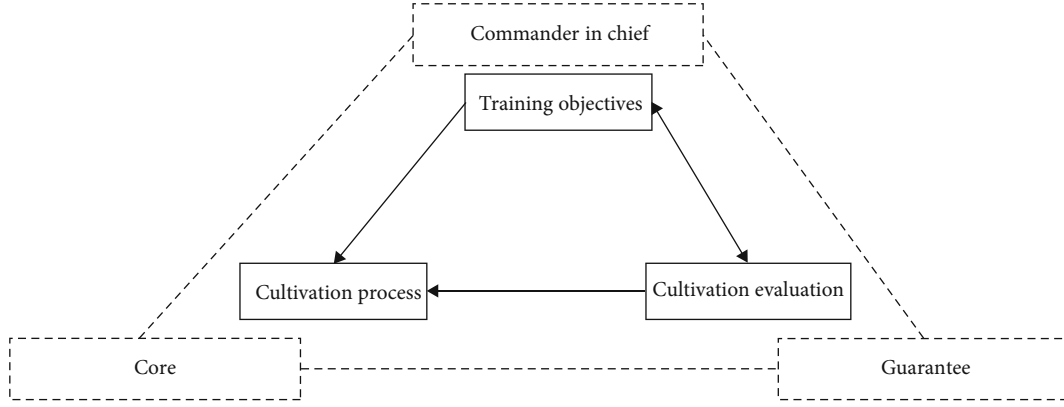 Commander in chief
Training objectives
Cultivation process
Cultivation evaluation
Core
Guarantee